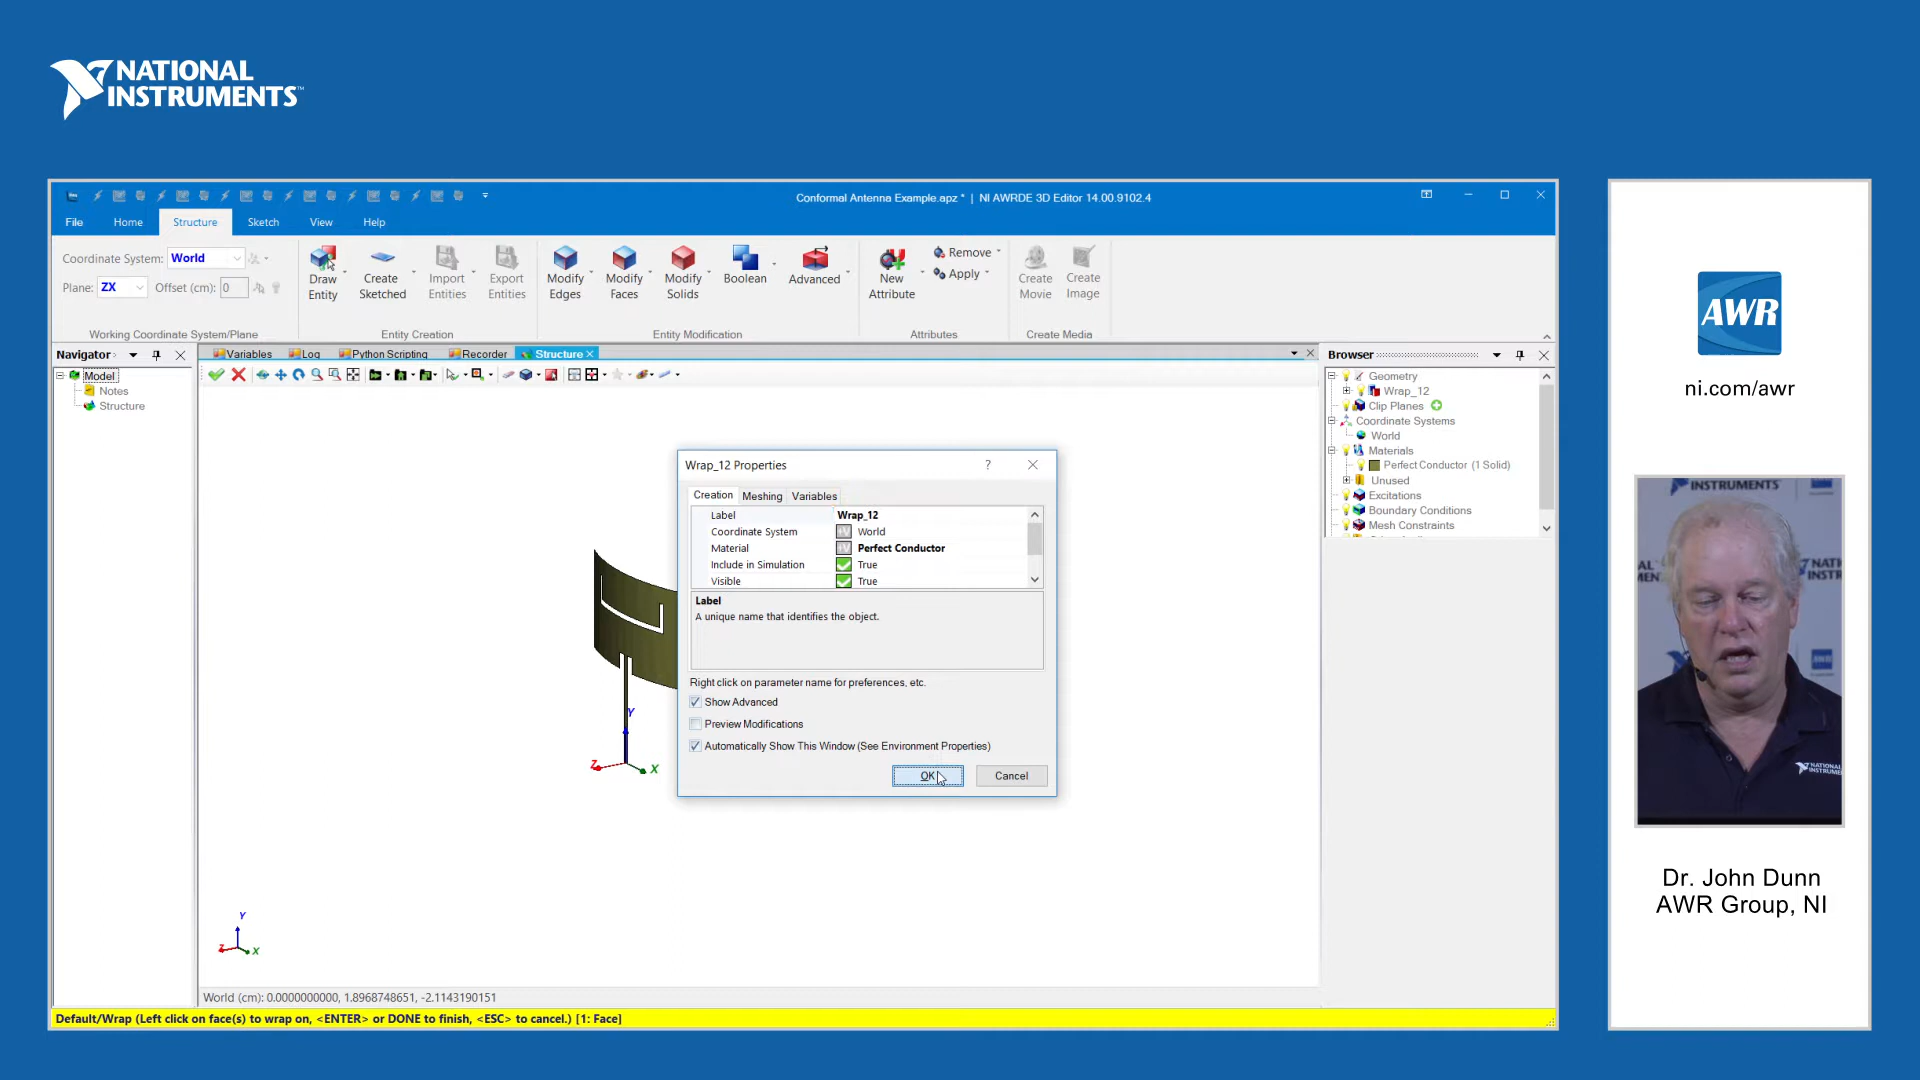 NATIONAL
INSTRUMENTS™
Conformal Antenna Example.apz * | NI AWRDE 3D Editor 14.00.9102.4
File Home Structure Sketch View Help
Coordinate System: World
Plane: ZX Offset (cm): 0
Working Coordinate System/Plane
Draw Entity
Create Sketched
Import Entities
Export Entities
Entity Creation
Modify Edges
Modify Faces
Modify Solids
Boolean
Advanced
Entity Modification
New Attribute
Remove
Apply
Attributes
Create Movie
Create Image
Create Media
Navigator
Model
Notes
Structure
Variables Log Python Scripting Recorder Structure
Wrap_12 Properties
Creation Meshing Variables
Label Wrap_12
Coordinate System World
Material Perfect Conductor
Include in Simulation True
Visible True
Label
A unique name that identifies the object.
Right click on parameter name for preferences, etc.
Show Advanced
Preview Modifications
Automatically Show This Window (See Environment Properties)
OK Cancel
Y
Z X
Y
Z X
World (cm): 0.0000000000, 1.8968748651, -2.1143190151
Default/Wrap (Left click on face(s) to wrap on, <ENTER> or DONE to finish, <ESC> to cancel.) [1: Face]
Browser
Geometry
Wrap_12
Clip Planes
Coordinate Systems
World
Materials
Perfect Conductor (1 Solid)
Unused
Excitations
Boundary Conditions
Mesh Constraints
AWR
ni.com/awr
INSTRUMENTS
NATIONAL
Dr. John Dunn
AWR Group, NI